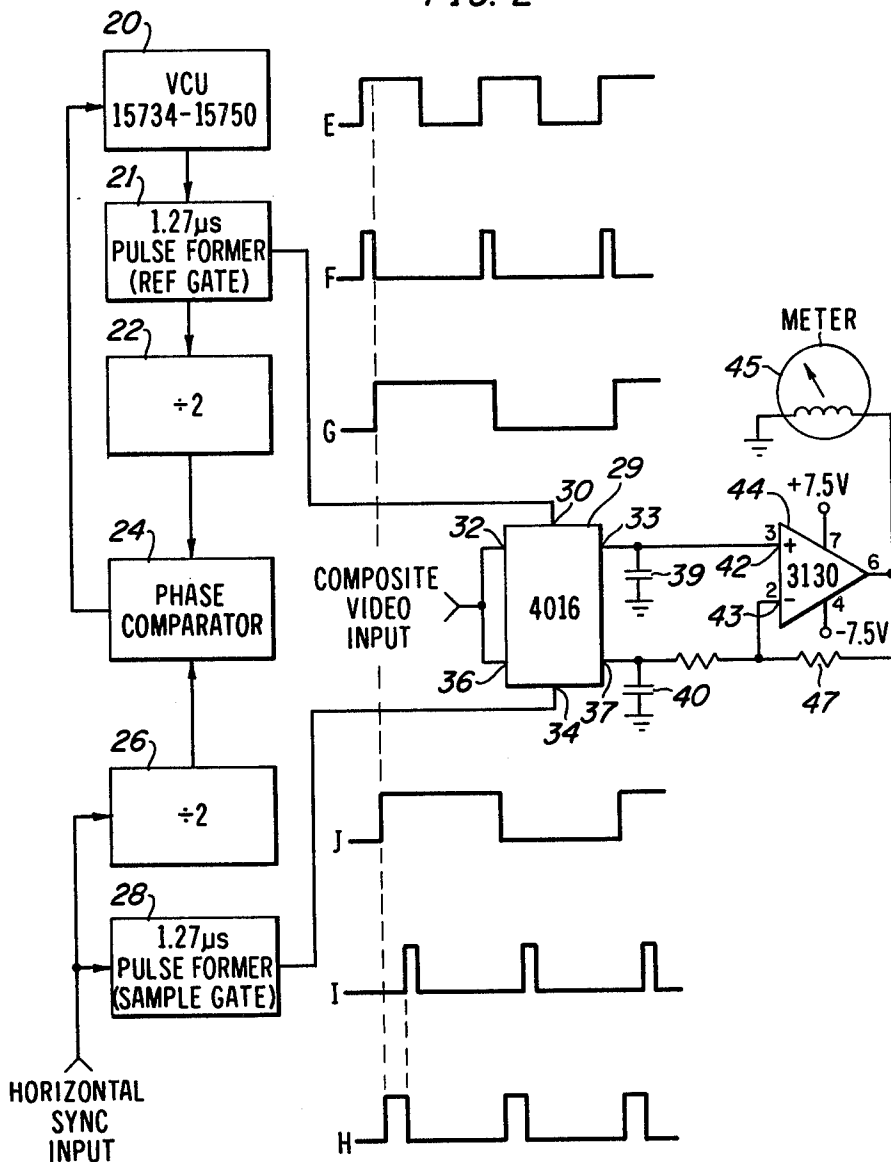 FIG. 2
20
VCU
15734-15750
E
21
1.27μs
PULSE FORMER
(REF GATE)
F
METER
45
22
÷2
G
+7.5V
44
30
29
32
33
3
+
7
42
3130
6
39
2
-
43
4
-7.5V
24
PHASE
COMPARATOR
COMPOSITE
VIDEO
INPUT
4016
36
34
37
40
47
26
÷2
J
28
1.27μs
PULSE FORMER
(SAMPLE GATE)
I
HORIZONTAL
SYNC
INPUT
H